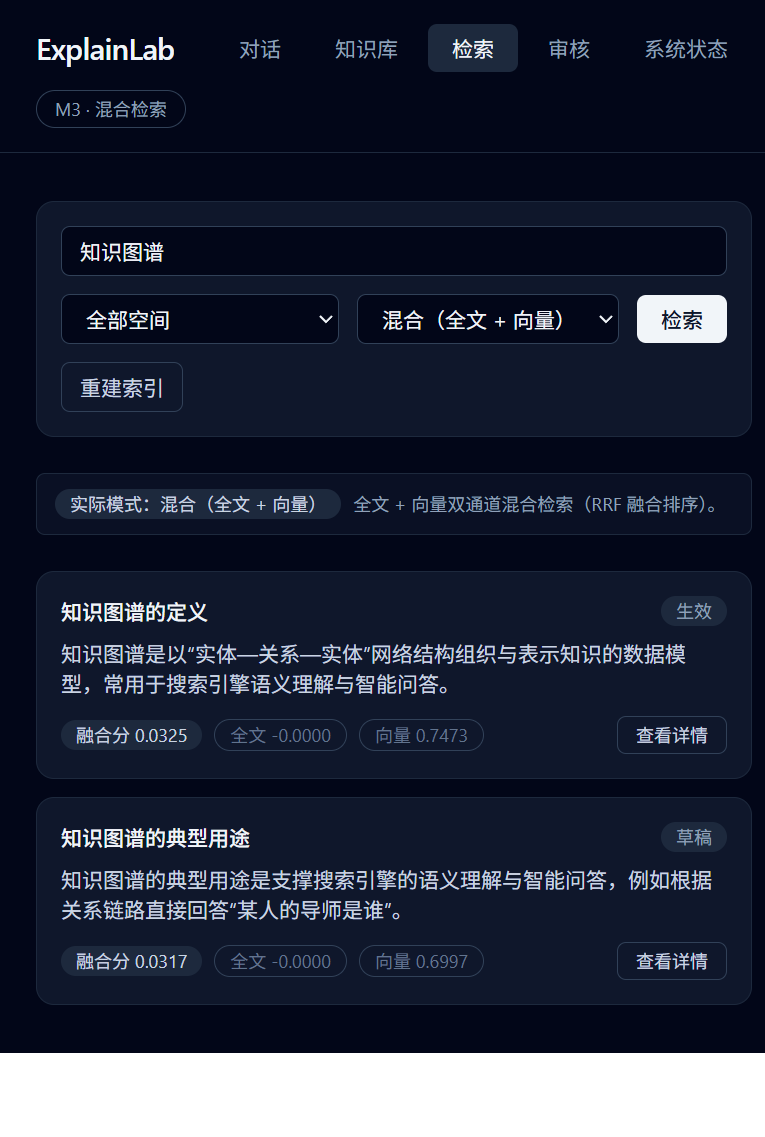 ExplainLab 对话 知识库 检索 审核 系统状态
M3 · 混合检索
知识图谱
全部空间 混合（全文 + 向量） 检索
重建索引
实际模式：混合（全文 + 向量） 全文 + 向量双通道混合检索（RRF 融合排序）。
知识图谱的定义 生效
知识图谱是以“实体—关系—实体”网络结构组织与表示知识的数据模
型，常用于搜索引擎语义理解与智能问答。
融合分 0.0325 全文 -0.0000 向量 0.7473 查看详情
知识图谱的典型用途 草稿
知识图谱的典型用途是支撑搜索引擎的语义理解与智能问答，例如根据
关系链路直接回答“某人的导师是谁”。
融合分 0.0317 全文 -0.0000 向量 0.6997 查看详情